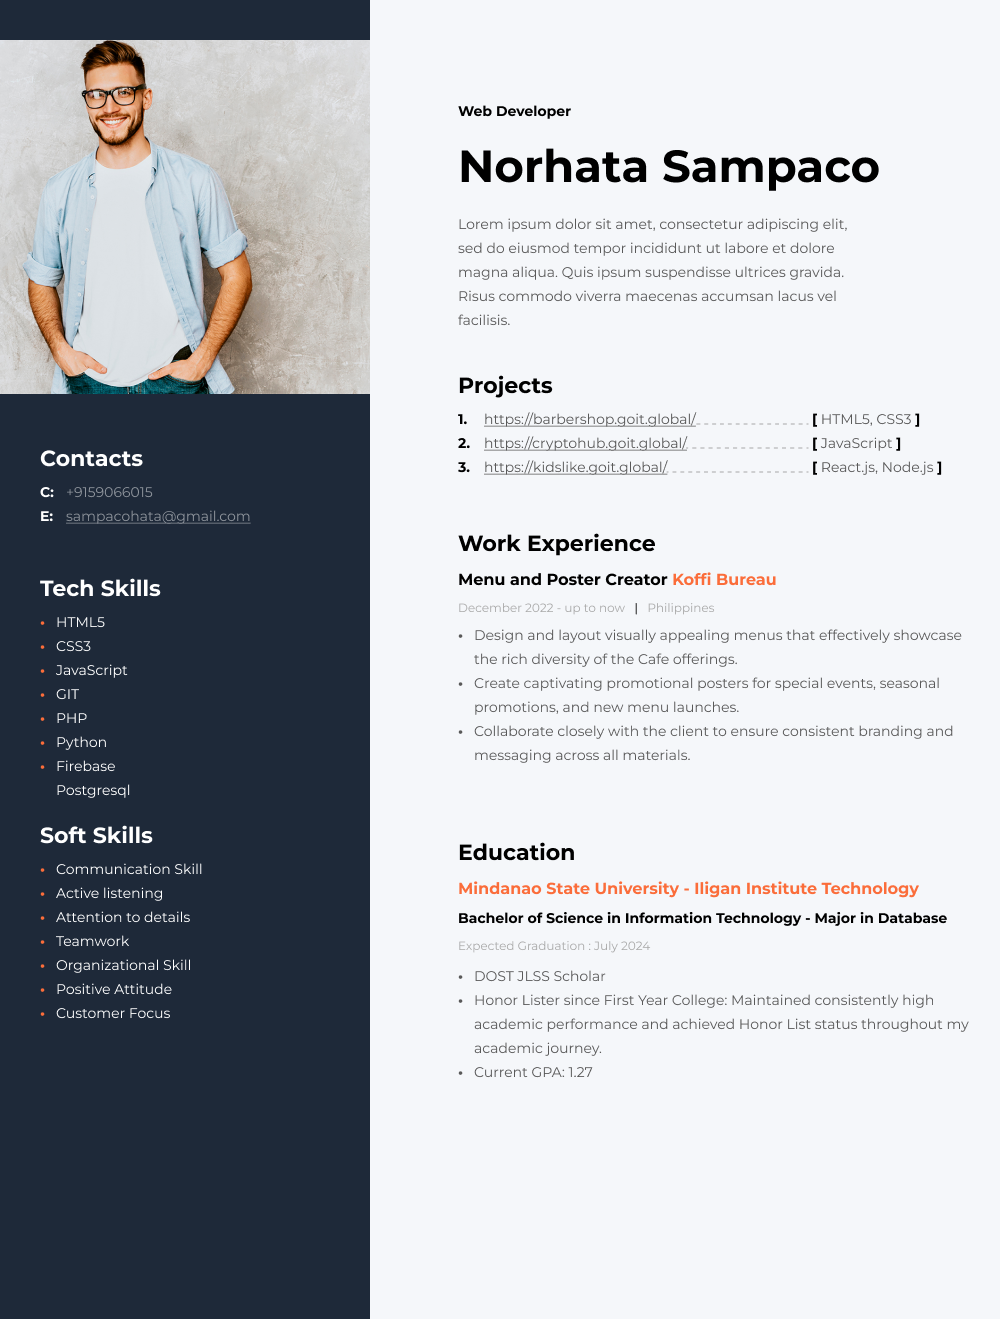 Contacts
C: +9159066015
E: sampacohata@gmail.com
Tech Skills
• HTML5
• CSS3
• JavaScript
• GIT
• PHP
• Python
• Firebase
Postgresql
Soft Skills
• Communication Skill
• Active listening
• Attention to details
• Teamwork
• Organizational Skill
• Positive Attitude
• Customer Focus
Web Developer
Norhata Sampaco
Lorem ipsum dolor sit amet, consectetur adipiscing elit,
sed do eiusmod tempor incididunt ut labore et dolore
magna aliqua. Quis ipsum suspendisse ultrices gravida.
Risus commodo viverra maecenas accumsan lacus vel
facilisis.
Projects
1. https://barbershop.goit.global/ [ HTML5, CSS3 ]
2. https://cryptohub.goit.global/ [ JavaScript ]
3. https://kidslike.goit.global/ [ React.js, Node.js ]
Work Experience
Menu and Poster Creator Koffi Bureau
December 2022 - up to now | Philippines
• Design and layout visually appealing menus that effectively showcase
the rich diversity of the Cafe offerings.
• Create captivating promotional posters for special events, seasonal
promotions, and new menu launches.
• Collaborate closely with the client to ensure consistent branding and
messaging across all materials.
Education
Mindanao State University - Iligan Institute Technology
Bachelor of Science in Information Technology - Major in Database
Expected Graduation : July 2024
• DOST JLSS Scholar
• Honor Lister since First Year College: Maintained consistently high
academic performance and achieved Honor List status throughout my
academic journey.
• Current GPA: 1.27